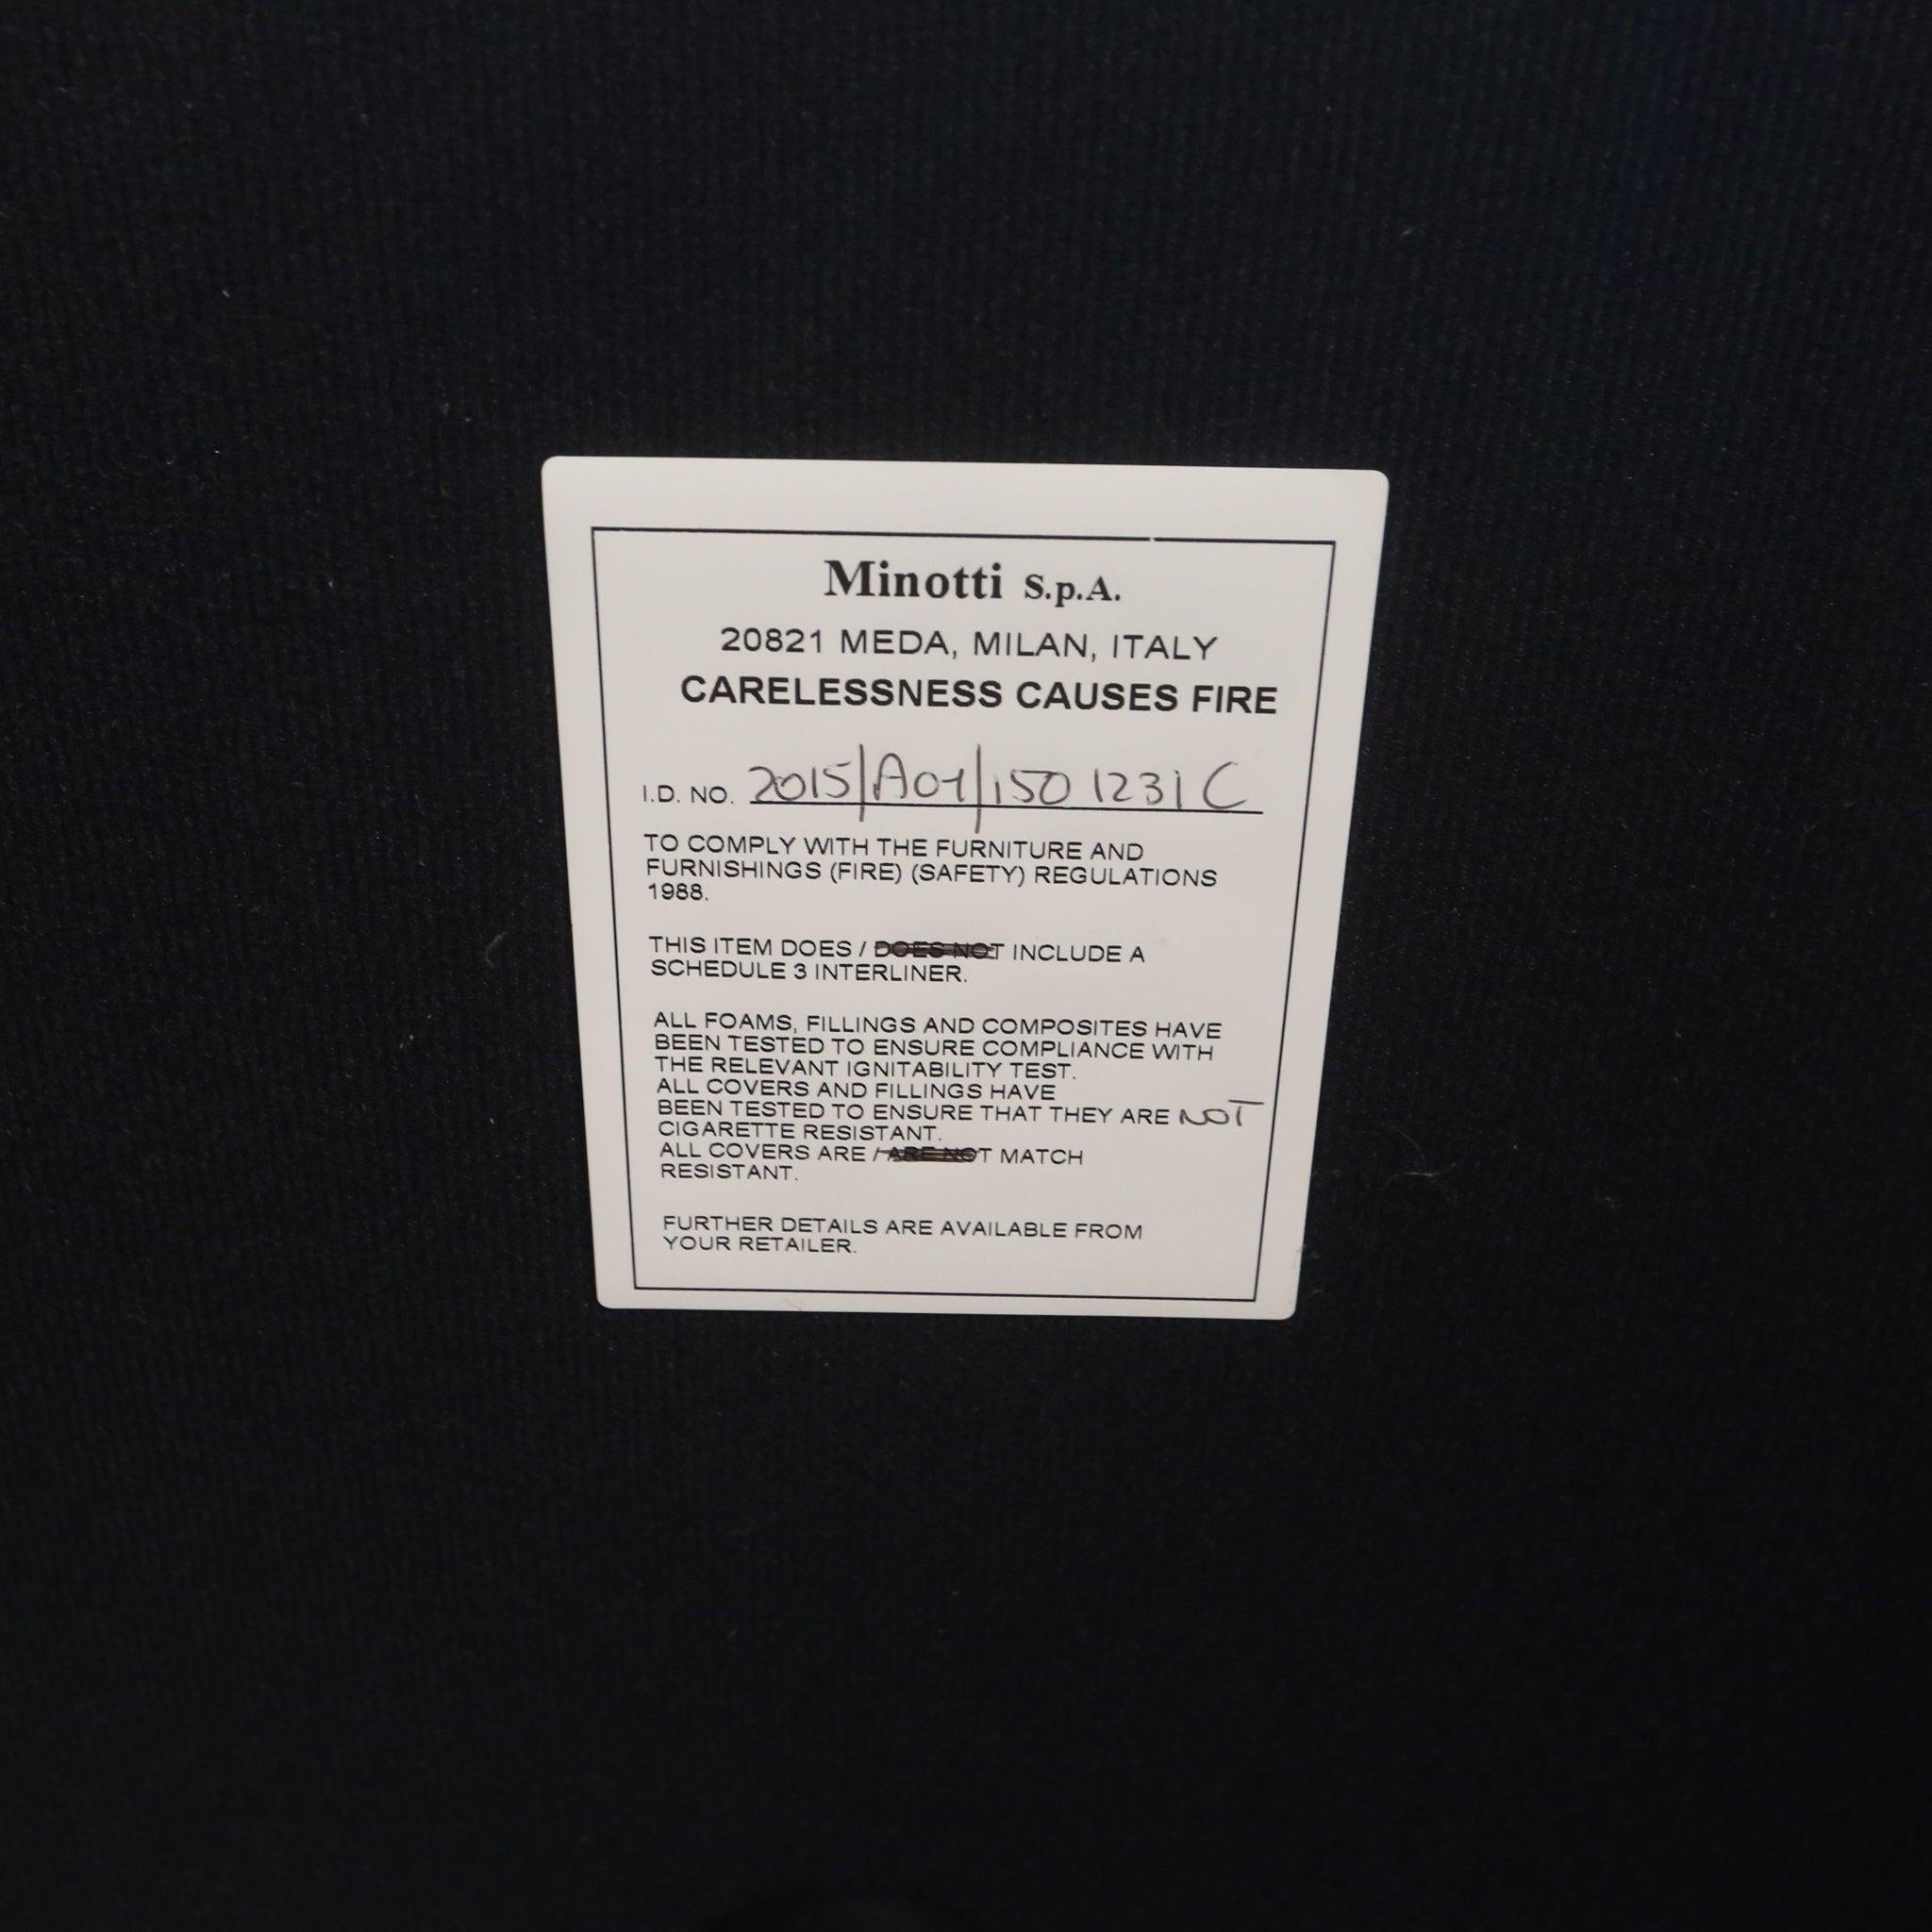 Minotti S.p.A.
20821 MEDA, MILAN, ITALY
CARELESSNESS CAUSES FIRE
I.D. NO. 2015/A01/150 1231C
TO COMPLY WITH THE FURNITURE AND
FURNISHINGS (FIRE) (SAFETY) REGULATIONS
1988.
THIS ITEM DOES / DOES NOT INCLUDE A
SCHEDULE 3 INTERLINER.
ALL FOAMS, FILLINGS AND COMPOSITES HAVE
BEEN TESTED TO ENSURE COMPLIANCE WITH
THE RELEVANT IGNITABILITY TEST.
ALL COVERS AND FILLINGS HAVE
BEEN TESTED TO ENSURE THAT THEY ARE NOT
CIGARETTE RESISTANT.
ALL COVERS ARE / ARE NOT MATCH
RESISTANT.
FURTHER DETAILS ARE AVAILABLE FROM
YOUR RETAILER.